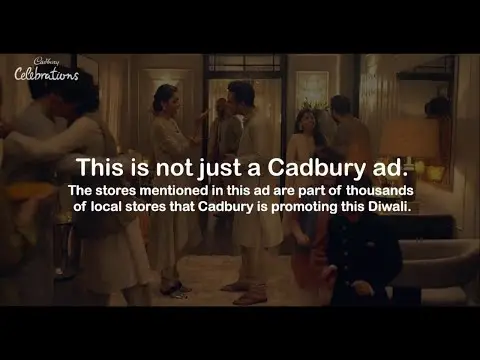 Cadbury
Celebrations
This is not just a Cadbury ad.
The stores mentioned in this ad are part of thousands
of local stores that Cadbury is promoting this Diwali.